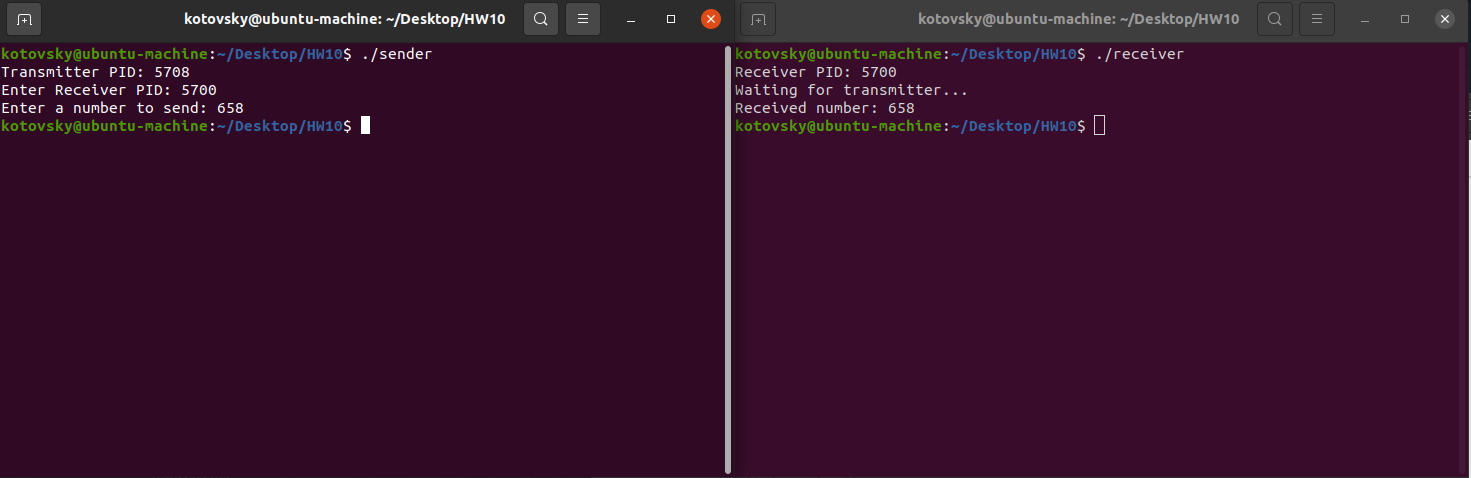 kotovsky@ubuntu-machine: ~/Desktop/HW10
kotovsky@ubuntu-machine:~/Desktop/HW10$ ./sender
Transmitter PID: 5708
Enter Receiver PID: 5700
Enter a number to send: 658
kotovsky@ubuntu-machine:~/Desktop/HW10$
kotovsky@ubuntu-machine: ~/Desktop/HW10
kotovsky@ubuntu-machine:~/Desktop/HW10$ ./receiver
Receiver PID: 5700
Waiting for transmitter...
Received number: 658
kotovsky@ubuntu-machine:~/Desktop/HW10$